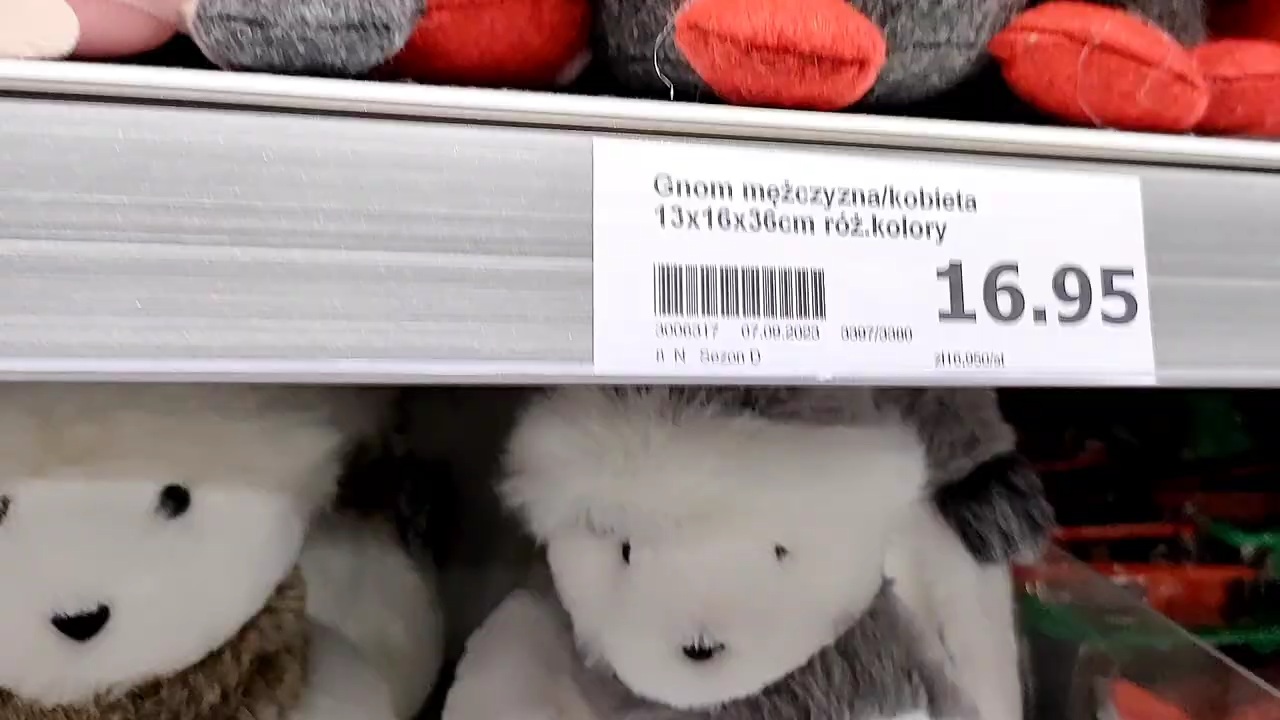 Gnom mężczyzna/kobieta
13x16x36cm róż.kolory
16.95
3006317 07.09.2023 3397/3380
N Sezon D